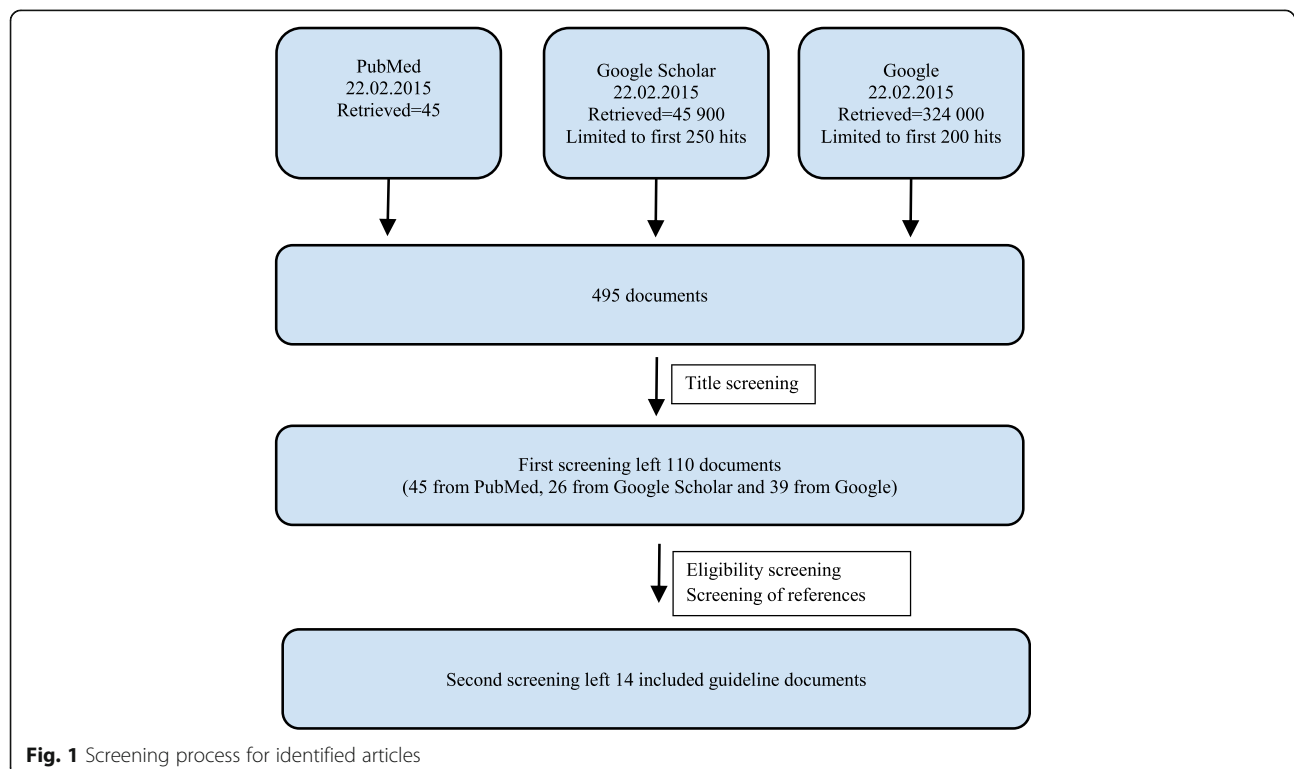 PubMed
22.02.2015
Retrieved=45
Google Scholar
22.02.2015
Retrieved=45 900
Limited to first 250 hits
Google
22.02.2015
Retrieved=324 000
Limited to first 200 hits
495 documents
Title screening
First screening left 110 documents
(45 from PubMed, 26 from Google Scholar and 39 from Google)
Eligibility screening
Screening of references
Second screening left 14 included guideline documents
Fig. 1 Screening process for identified articles